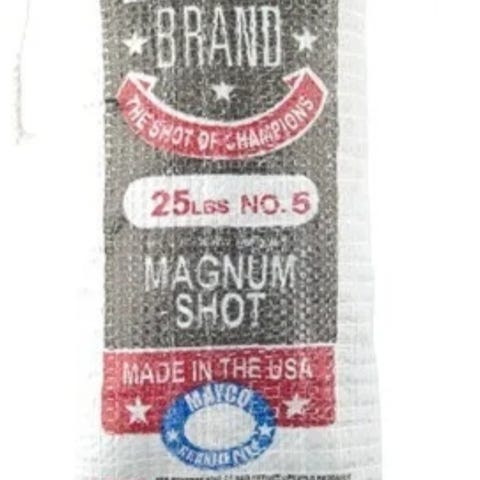 BRAND
THE SHOT OF CHAMPIONS
25LBS NO.5
MAGNUM
SHOT
MADE IN THE USA
MAYCO